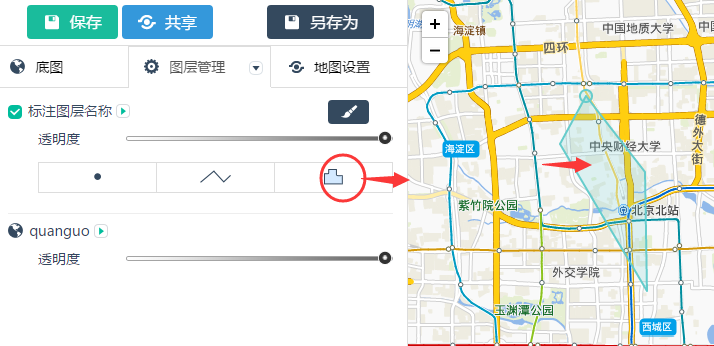 保存
共享
另存为
底图
图层管理
地图设置
标注图层名称
透明度
quanguo
透明度
+
−
海淀镇
四环
中国地质大学
德外大街
中央财经大学
海淀区
紫竹院公园
北京北站
外交学院
玉渊潭公园
西城区